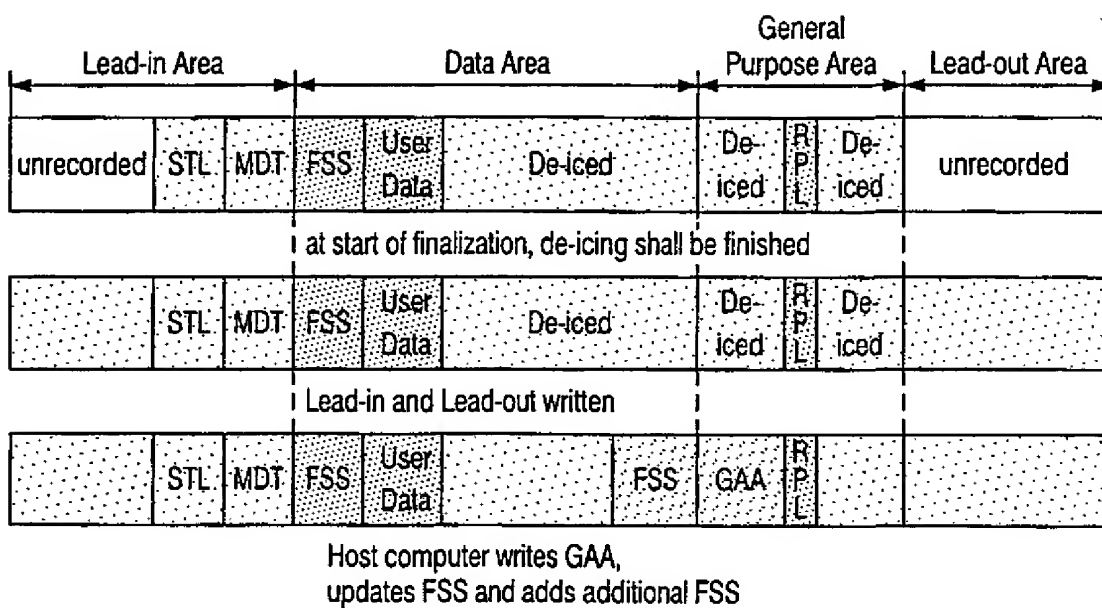 General
Lead-in Area Data Area Purpose Area Lead-out Area
unrecorded STL MDT FSS User Data De-iced De-iced RPL De-iced unrecorded
at start of finalization, de-icing shall be finished
STL MDT FSS User Data De-iced De-iced RPL De-iced
Lead-in and Lead-out written
STL MDT FSS User Data FSS GAA RPL
Host computer writes GAA,
updates FSS and adds additional FSS